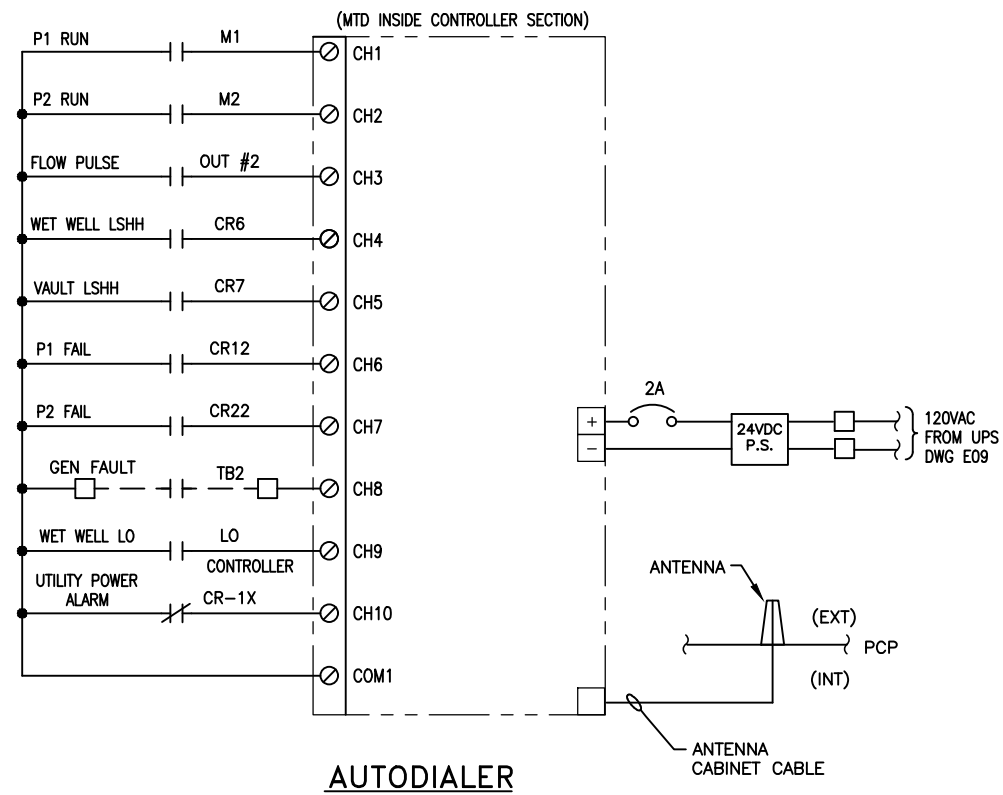 (MTD INSIDE CONTROLLER SECTION)
P1 RUN M1 CH1
P2 RUN M2 CH2
FLOW PULSE OUT #2 CH3
WET WELL LSHH CR6 CH4
VAULT LSHH CR7 CH5
P1 FAIL CR12 CH6
P2 FAIL CR22 CH7
GEN FAULT TB2 CH8
WET WELL LO LO CH9
CONTROLLER
UTILITY POWER
ALARM CR-1X CH10
COM1
2A
+
-
24VDC
P.S.
120VAC
FROM UPS
DWG E09
ANTENNA
(EXT)
PCP
(INT)
ANTENNA
CABINET CABLE
AUTODIALER